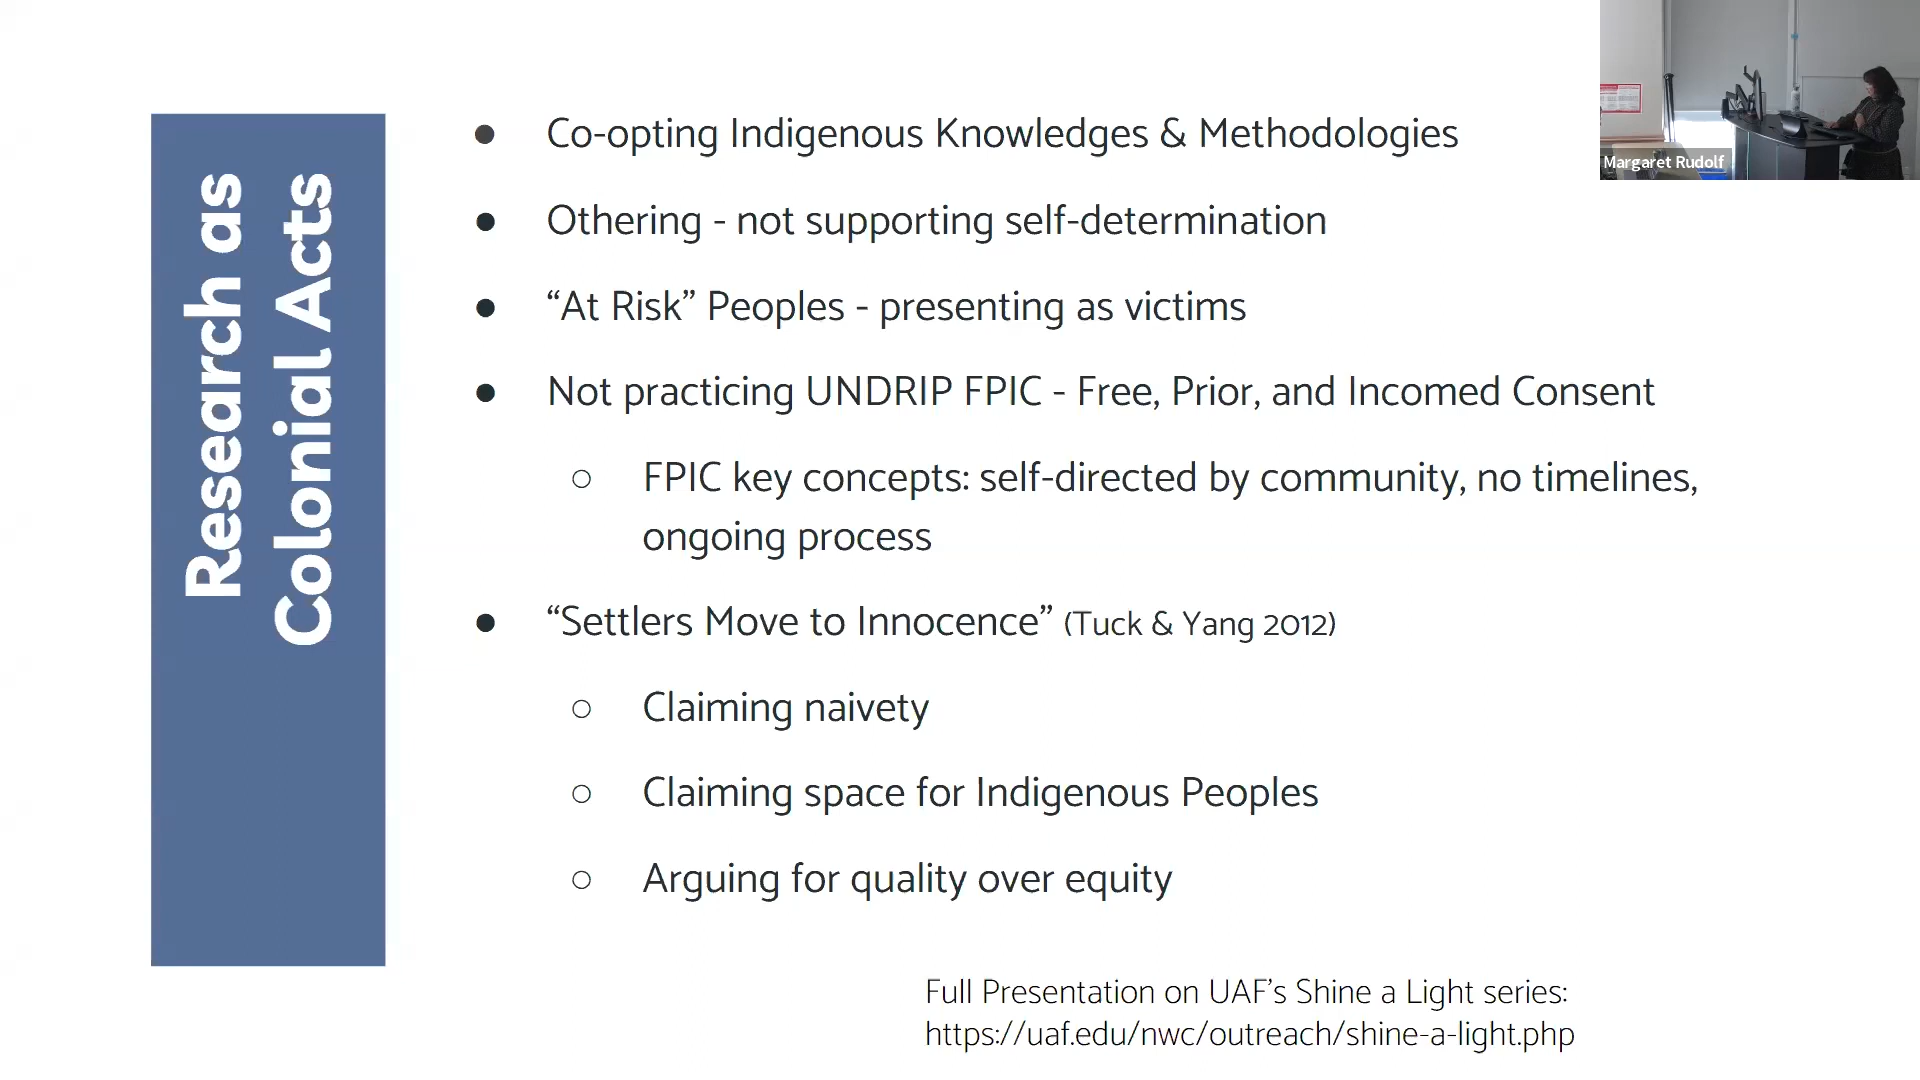 Research as
Colonial Acts
● Co-opting Indigenous Knowledges & Methodologies
● Othering - not supporting self-determination
● “At Risk” Peoples - presenting as victims
● Not practicing UNDRIP FPIC - Free, Prior, and Incomed Consent
○ FPIC key concepts: self-directed by community, no timelines,
ongoing process
● “Settlers Move to Innocence” (Tuck & Yang 2012)
○ Claiming naivety
○ Claiming space for Indigenous Peoples
○ Arguing for quality over equity
Full Presentation on UAF's Shine a Light series:
https://uaf.edu/nwc/outreach/shine-a-light.php
Margaret Rudolf